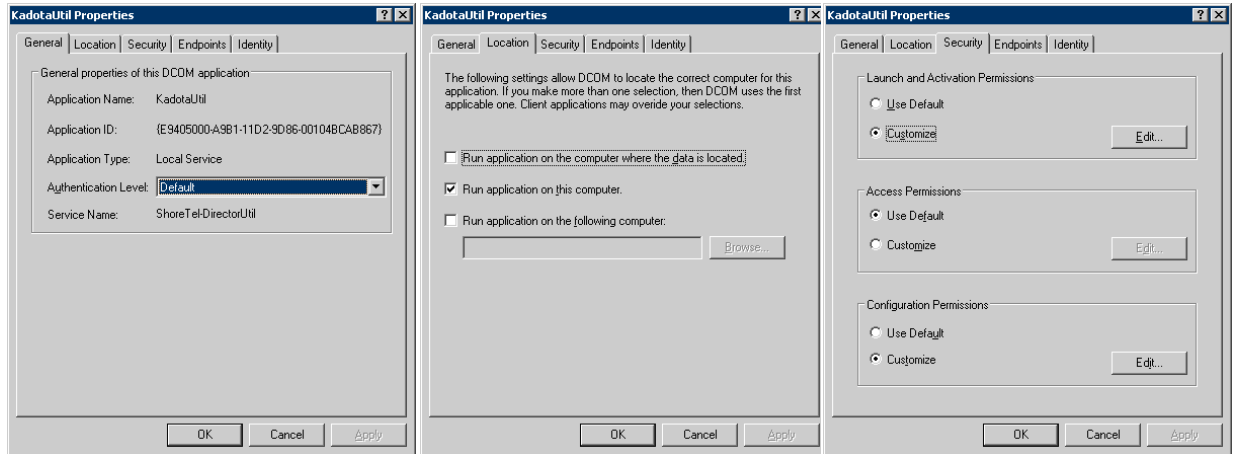 KadotaUtil Properties
General Location Security Endpoints Identity
General properties of this DCOM application
Application Name: KadotaUtil
Application ID: {E9405000-A9B1-11D2-9D86-00104BCAB867}
Application Type: Local Service
Authentication Level: Default
Service Name: ShoreTel-DirectorUtil
OK Cancel Apply
KadotaUtil Properties
General Location Security Endpoints Identity
The following settings allow DCOM to locate the correct computer for this
application. If you make more than one selection, then DCOM uses the first
applicable one. Client applications may overide your selections.
Run application on the computer where the data is located.
Run application on this computer.
Run application on the following computer:
Browse...
OK Cancel Apply
KadotaUtil Properties
General Location Security Endpoints Identity
Launch and Activation Permissions
Use Default
Customize Edit...
Access Permissions
Use Default
Customize Edit...
Configuration Permissions
Use Default
Customize Edit...
OK Cancel Apply